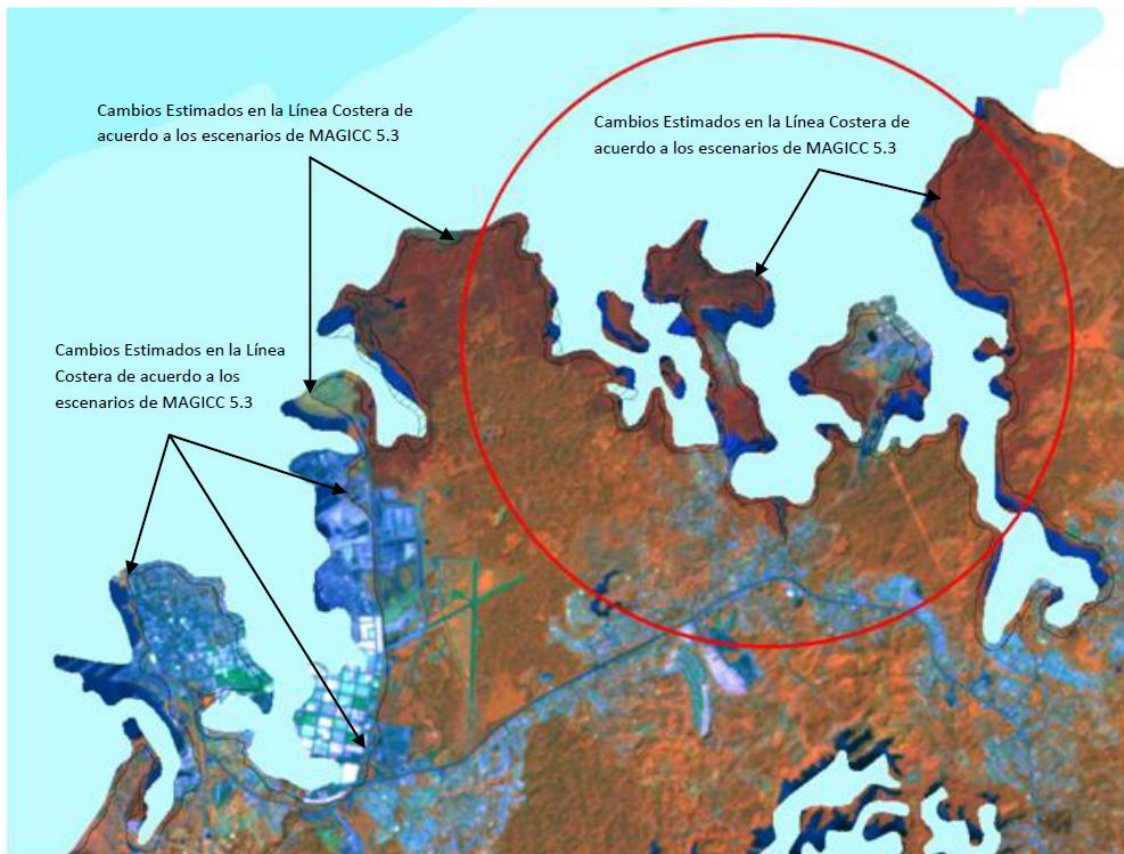 Cambios Estimados en la Línea Costera de
acuerdo a los escenarios de MAGICC 5.3
Cambios Estimados en la Línea Costera de
acuerdo a los escenarios de MAGICC 5.3
Cambios Estimados en la Línea
Costera de acuerdo a los
escenarios de MAGICC 5.3